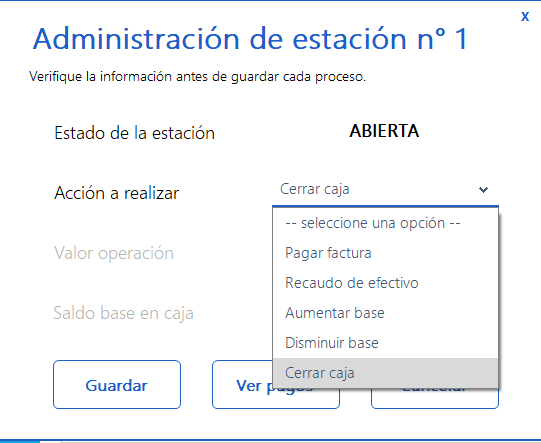 x
Administración de estación n° 1
Verifique la información antes de guardar cada proceso.
Estado de la estación ABIERTA
Acción a realizar Cerrar caja
-- seleccione una opción --
Valor operación Pagar factura
Recaudo de efectivo
Saldo base en caja Aumentar base
Disminuir base
Cerrar caja
Guardar Ver pagos Cancelar